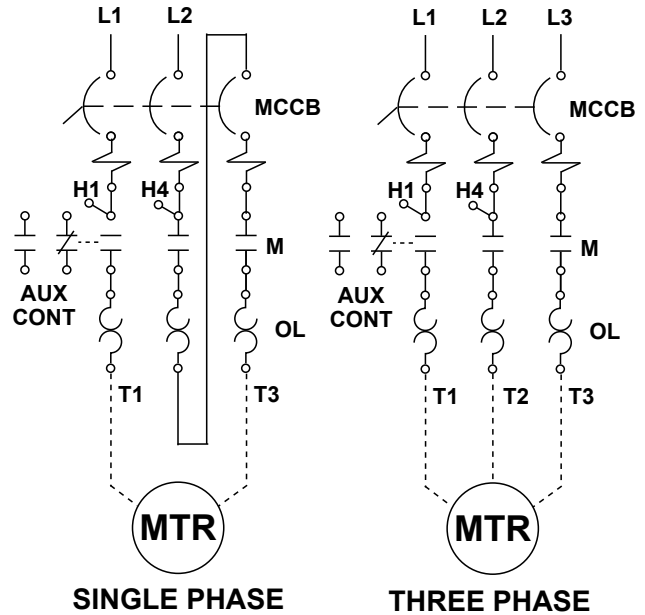 L1 L2
MCCB
H1 H4
M
AUX
CONT
OL
T1 T3
MTR
SINGLE PHASE
L1 L2 L3
MCCB
H1 H4
M
AUX
CONT
OL
T1 T2 T3
MTR
THREE PHASE